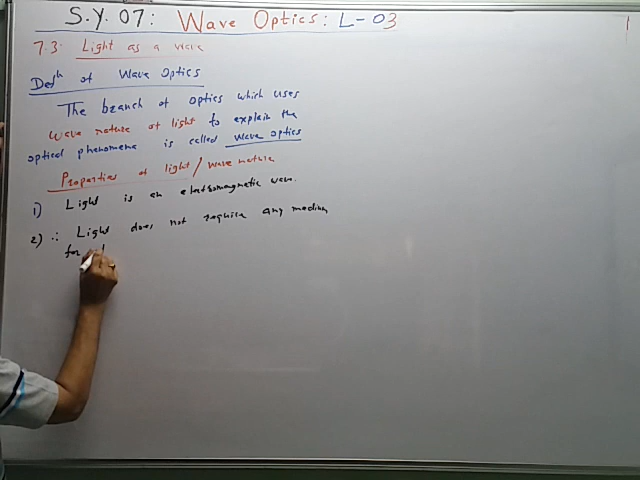 S.Y. 07: Wave Optics: L-03
1
7.3: Light as a wave
Defn of Wave Optics
The branch of optics which uses
wave nature of light to explain the
optical phenomena is called wave optics
Properties of light / wave nature
1) Light is an electromagnetic wave.
2) ∴ Light does not require any medium
for